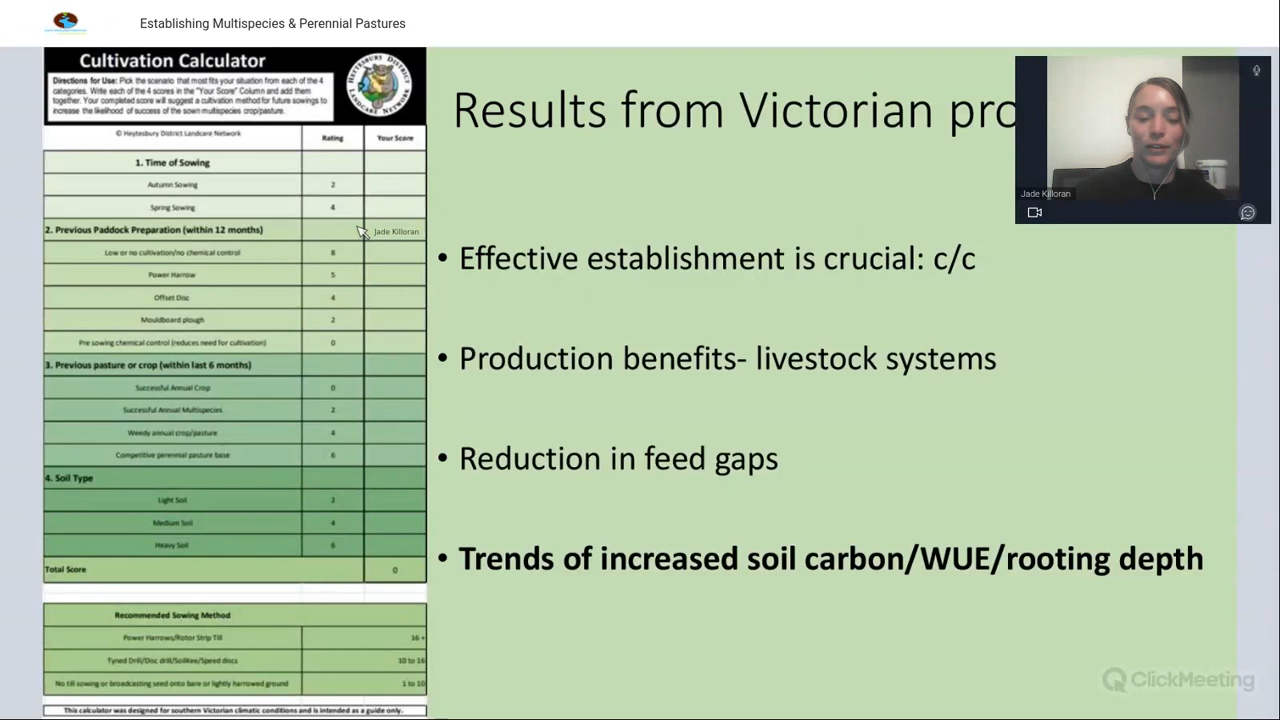 Establishing Multispecies & Perennial Pastures
Cultivation Calculator
Directions for Use: Pick the scenario that most fits your situation from each of the 4
categories. Write each of the 4 scores in the "Your Score" Column and add them
together. Your completed score will suggest a cultivation method for future sowings to
increase the likelihood of success of the sown multispecies crop/pasture.
HEYTESBURY DISTRICT
LANDCARE NETWORK
© Heytesbury District Landcare Network Rating Your Score
1. Time of Sowing
Autumn Sowing 2
Spring Sowing 4
2. Previous Paddock Preparation (within 12 months)
Low or no cultivation/no chemical control 8
Power Harrow 5
Offset Disc 4
Mouldboard plough 2
Pre sowing chemical control (reduces need for cultivation) 0
3. Previous pasture or crop (within last 6 months)
Successful Annual Crop 0
Successful Annual Multispecies 2
Weedy annual crop/pasture 4
Competitive perennial pasture base 6
4. Soil Type
Light Soil 2
Medium Soil 4
Heavy Soil 6
Total Score 0
Recommended Sowing Method
Power Harrows/Rotor Strip Till 16 +
Tyned Drill/Disc drill/SoilKee/Speed discs 10 to 16
No till sowing or broadcasting seed onto bare or lightly harrowed ground 1 to 10
This calculator was designed for southern Victorian climatic conditions and is intended as a guide only.
Jade Killoran
Results from Victorian pro
• Effective establishment is crucial: c/c
• Production benefits- livestock systems
• Reduction in feed gaps
• Trends of increased soil carbon/WUE/rooting depth
Jade Killoran
ClickMeeting